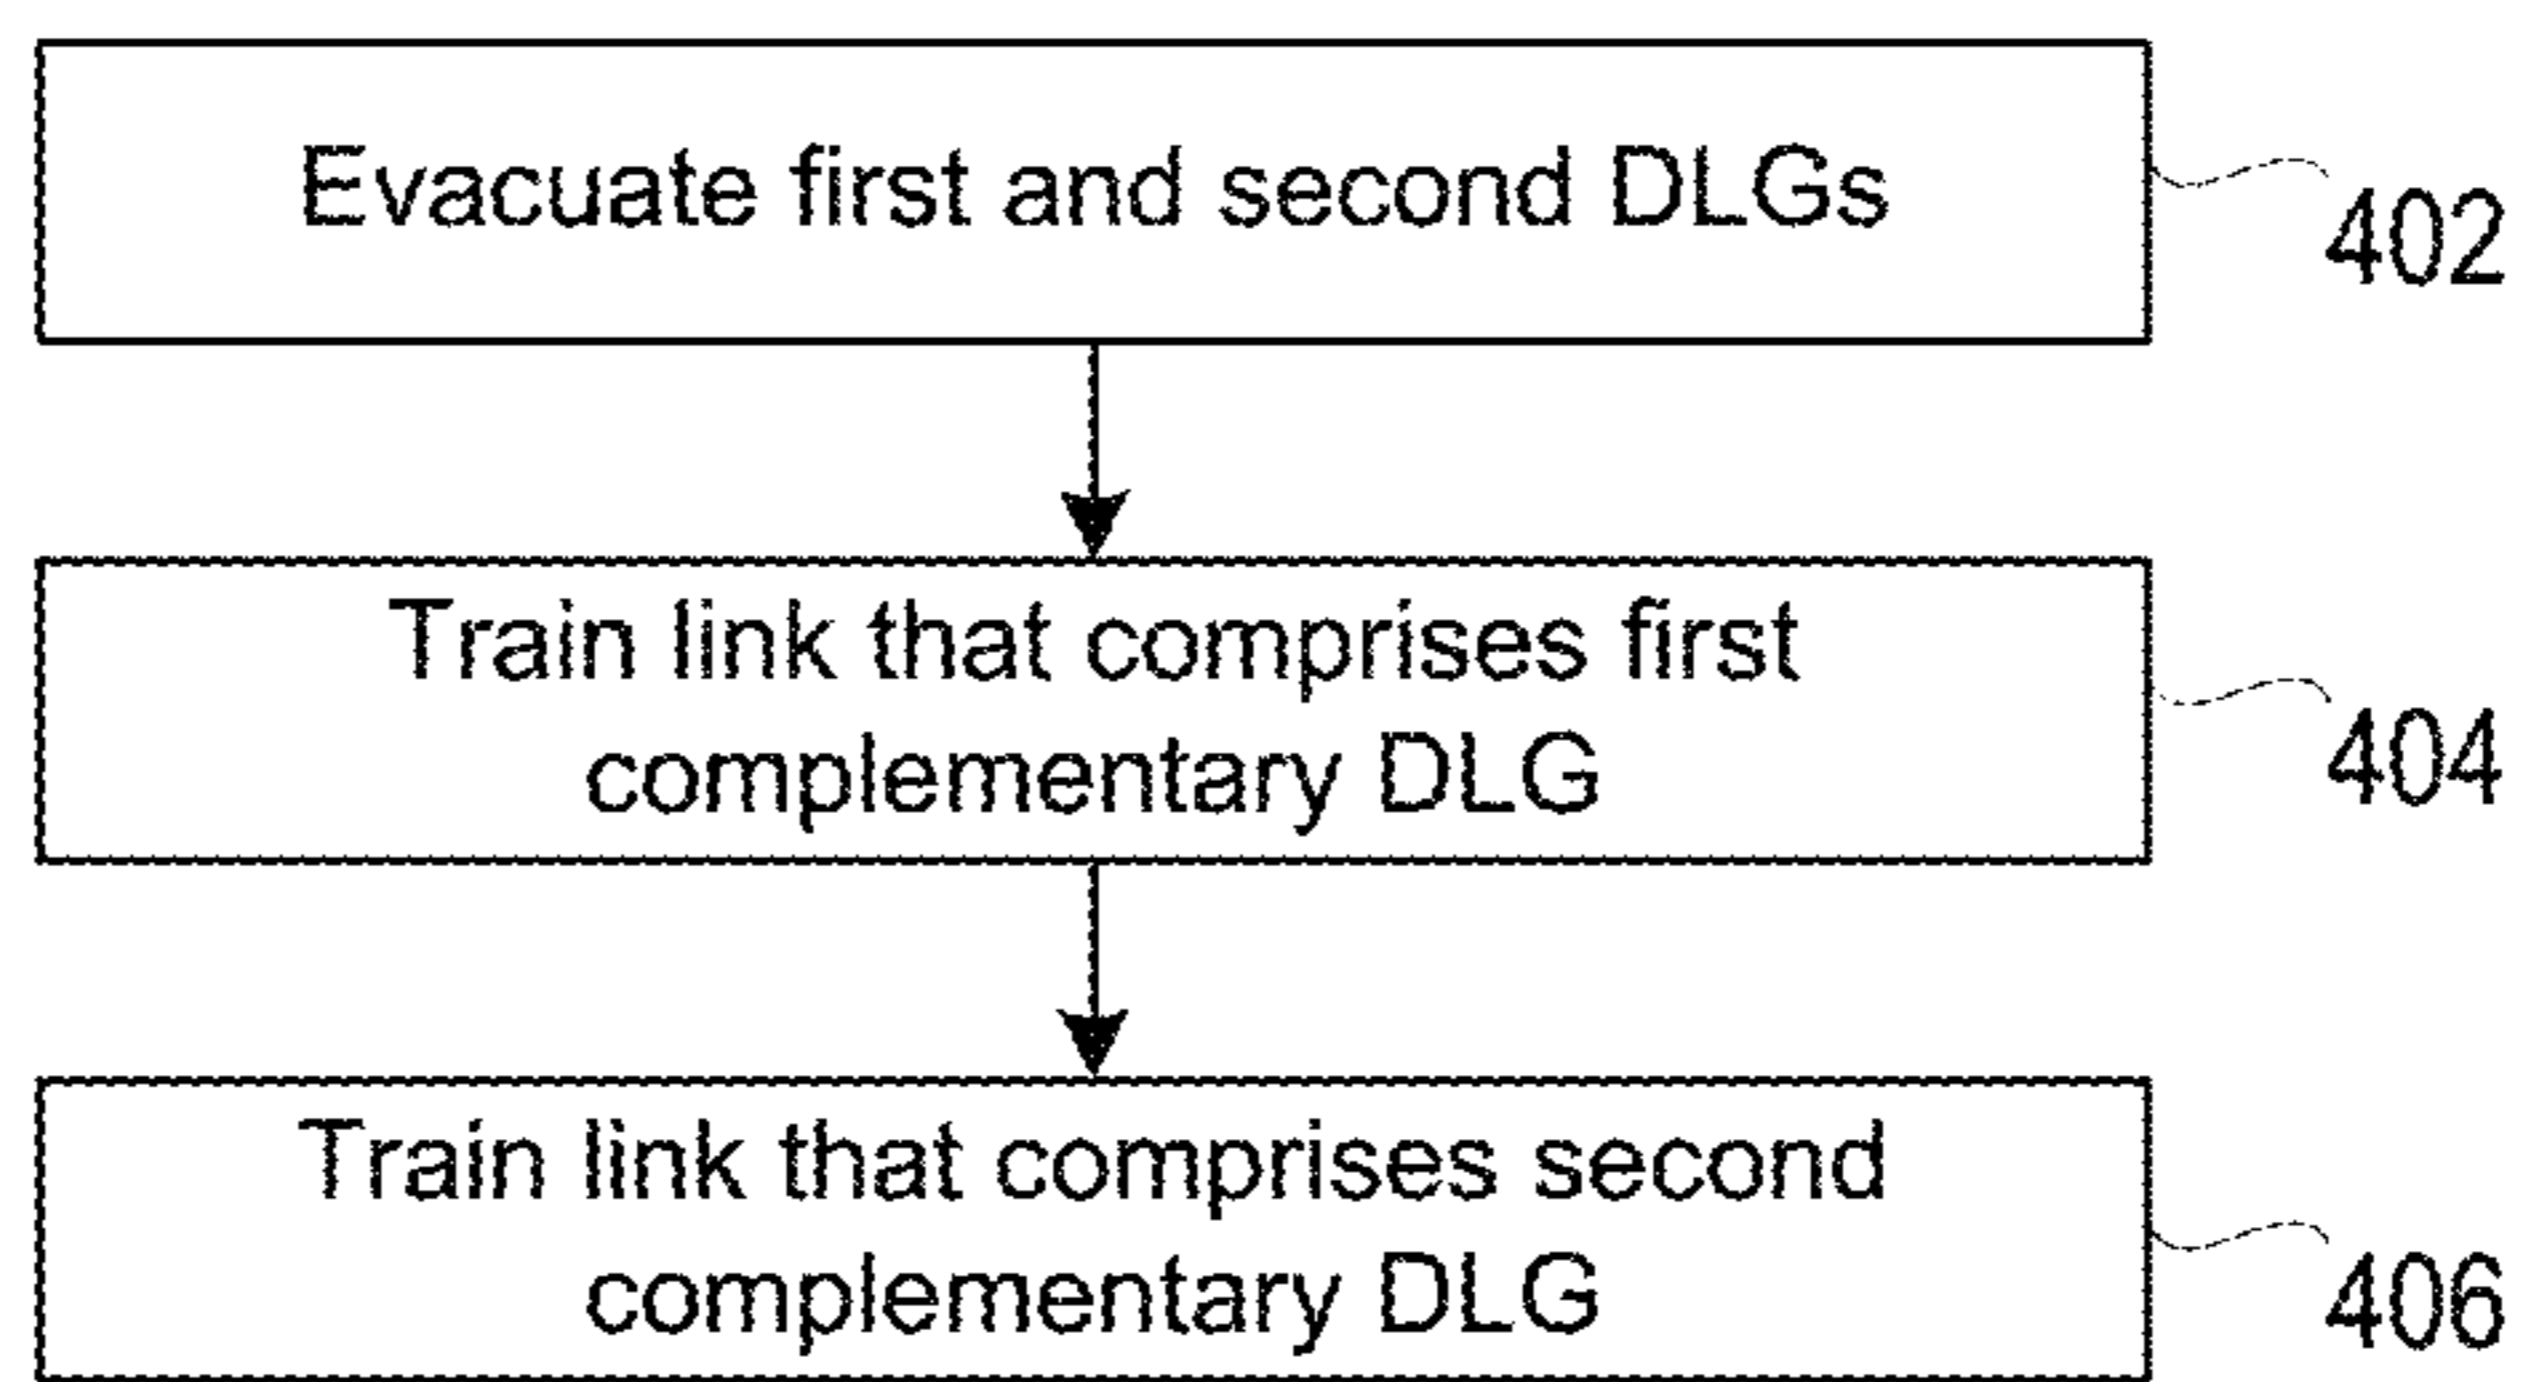 Evacuate first and second DLGs
402
Train link that comprises first
complementary DLG
404
Train link that comprises second
complementary DLG
406